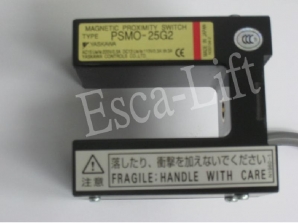 MAGNETIC PROXIMITY SWITCH
TYPE PSMO-25G2
YASKAWA
Esca-Lift
落したり、衝撃を加えないでください
注意
FRAGILE: HANDLE WITH CARE